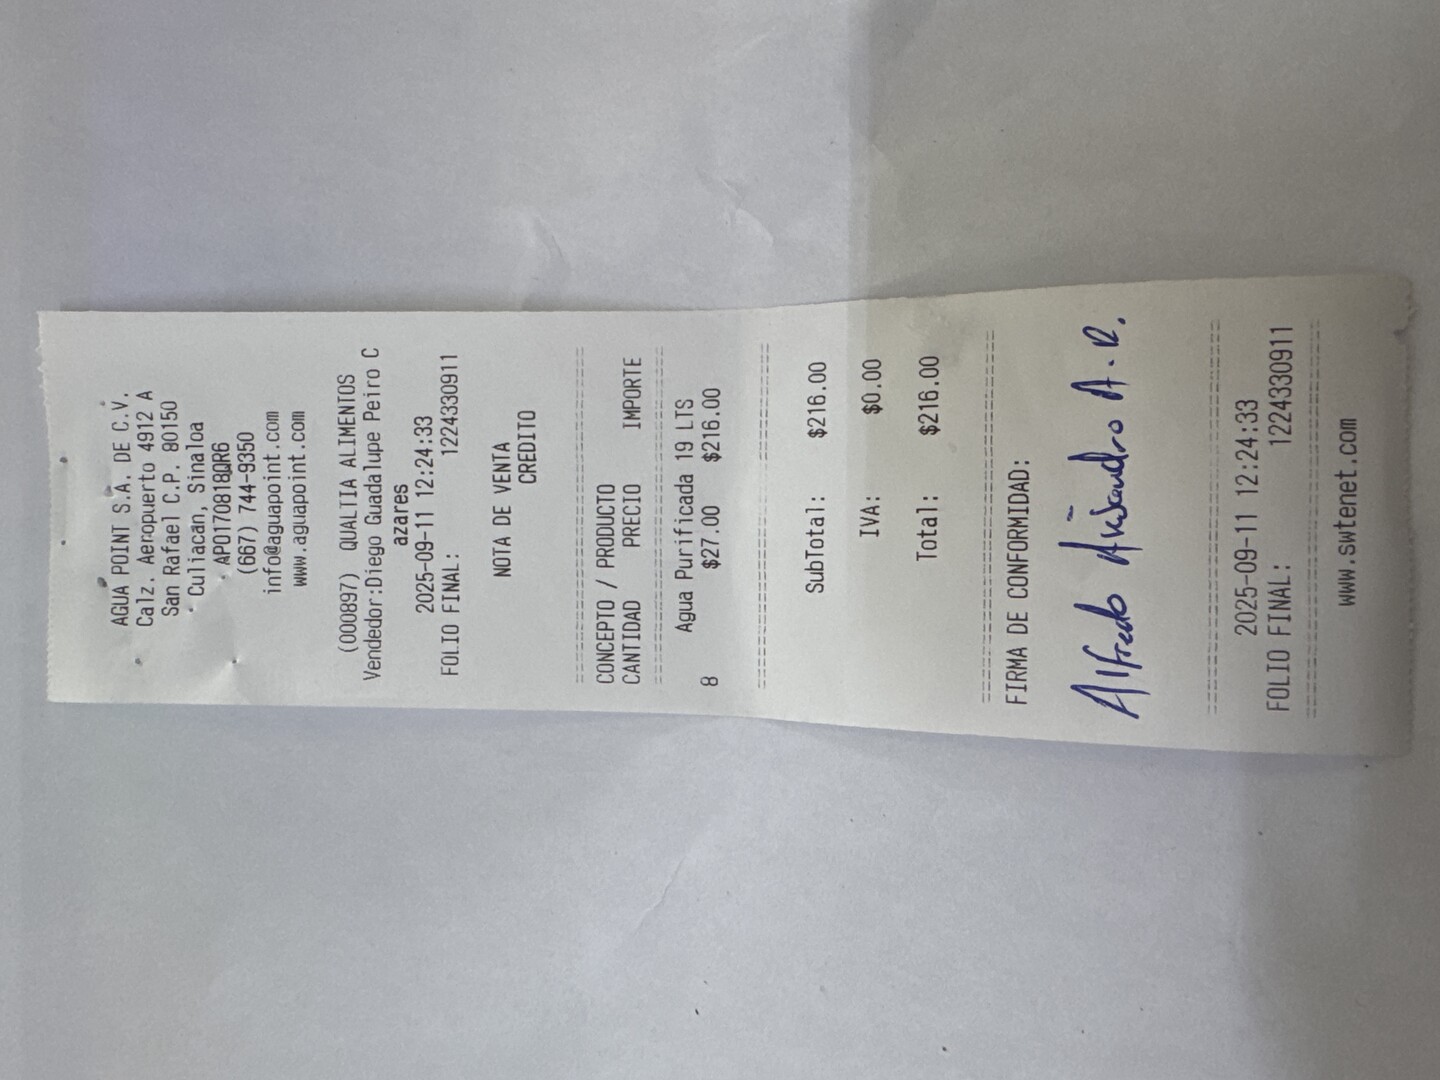 AGUA POINT S.A. DE C.V.
Calz. Aeropuerto 4912 A
San Rafael C.P. 80150
Culiacán, Sinaloa
APO170818QR6
(667) 744-9350
info@aguapoint.com
www.aguapoint.com
(000897) QUALTIA ALIMENTOS
Vendedor:Diego Guadalupe Peiro C
azares
2025-09-11 12:24:33
FOLIO FINAL: 1224330911
NOTA DE VENTA
CREDITO
================================
CONCEPTO / PRODUCTO
CANTIDAD PRECIO IMPORTE
================================
Agua Purificada 19 LTS
8 $27.00 $216.00
================================
SubTotal: $216.00
IVA: $0.00
Total: $216.00
===================================
FIRMA DE CONFORMIDAD:
Alfredo A.R.
===================================
2025-09-11 12:24:33
FOLIO FINAL: 1224330911
===================================
www.swtenet.com